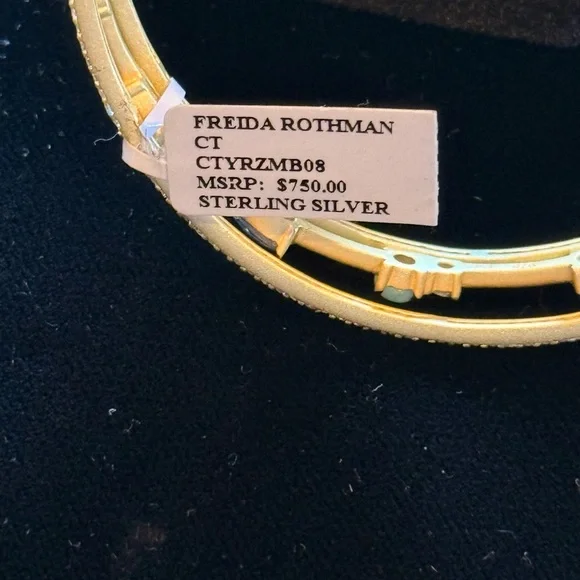 FREIDA ROTHMAN
CT
CTYRZMB08
MSRP: $750.00
STERLING SILVER